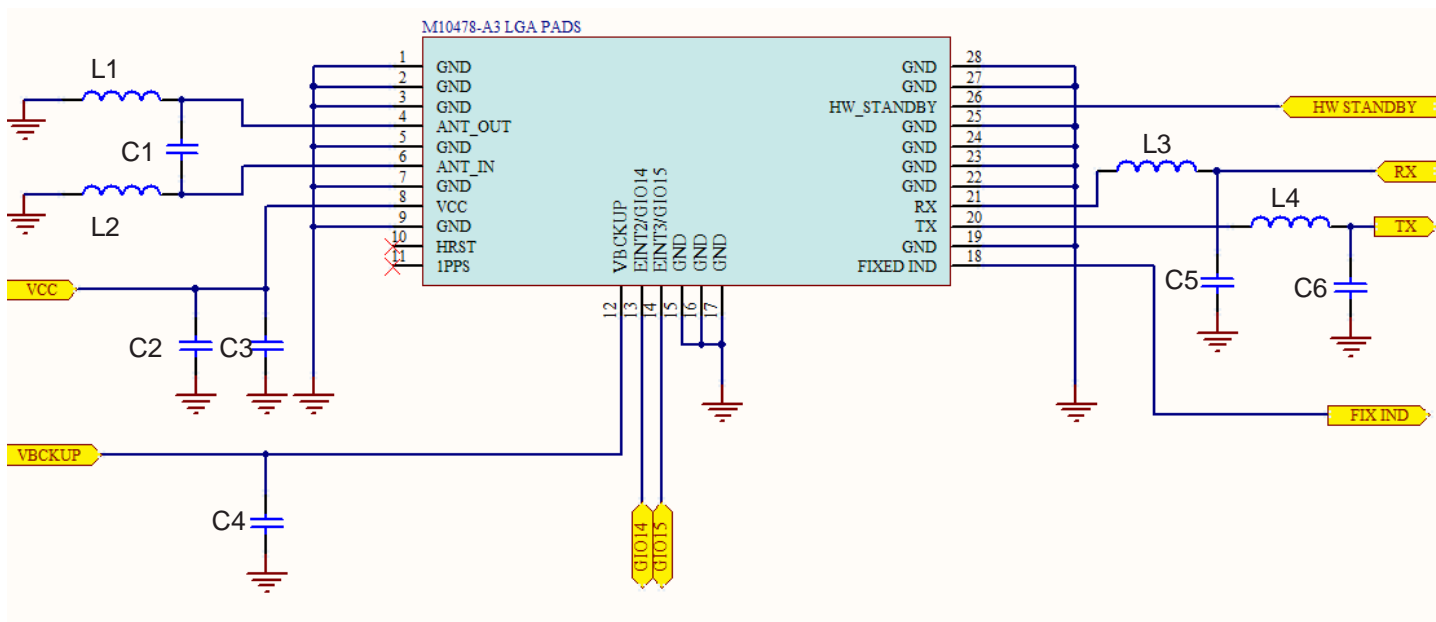 M10478-A3 LGA PADS
1 GND
2 GND
3 GND
4 ANT_OUT
5 GND
6 ANT_IN
7 GND
8 VCC
9 GND
10 HRST
11 1PPS
28 GND
27 GND
26 HW_STANDBY
25 GND
24 GND
23 GND
22 GND
21 RX
20 TX
19 GND
18 FIXED IND
12 VBCKUP
13 EINT2/GIO14
14 EINT3/GIO15
15 GND
16 GND
17 GND
L1
C1
L2
VCC
C2
C3
VBCKUP
C4
GIO14
GIO15
HW STANDBY
L3
RX
L4
TX
C5
C6
FIX IND